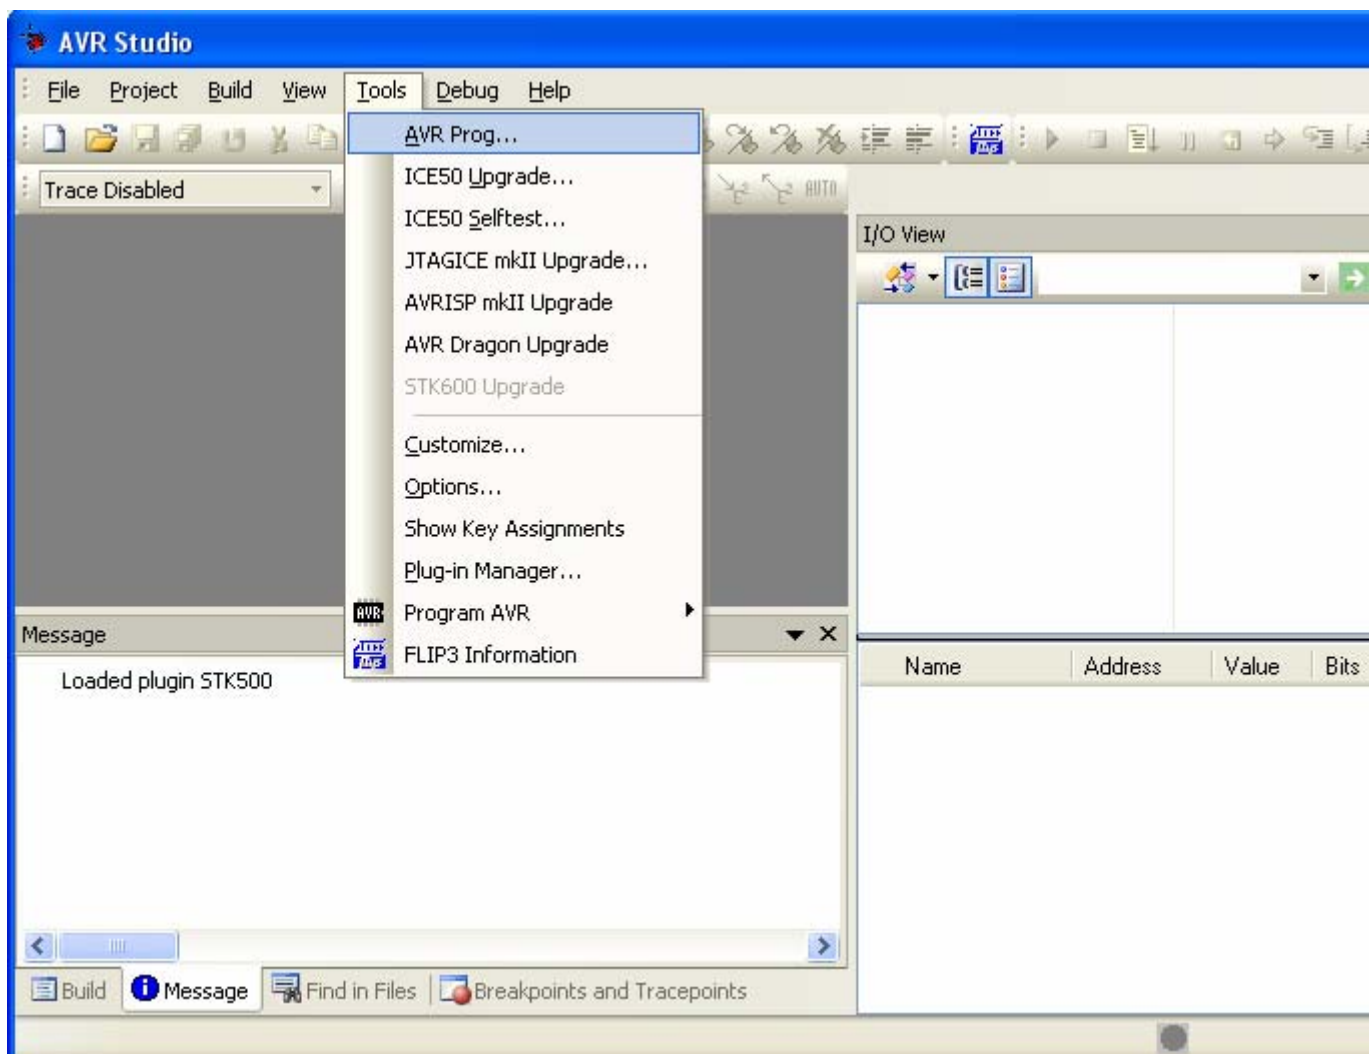 AVR Studio
File Project Build View Tools Debug Help
AVR Prog...
ICE50 Upgrade...
ICE50 Selftest...
JTAGICE mkII Upgrade...
AVRISP mkII Upgrade
AVR Dragon Upgrade
STK600 Upgrade
Customize...
Options...
Show Key Assignments
Plug-in Manager...
AVR Program AVR
FLIP3 Information
Trace Disabled
AUTO
I/O View
Name Address Value Bits
Message
Loaded plugin STK500
Build Message Find in Files Breakpoints and Tracepoints